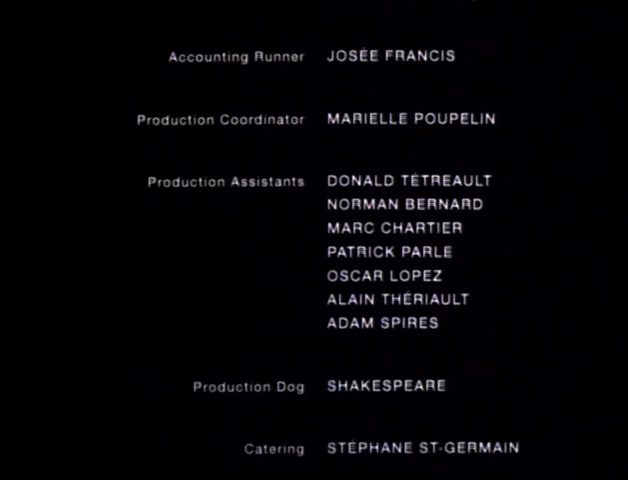 Accounting Runner JOSÉE FRANCIS
Production Coordinator MARIELLE POUPELIN
Production Assistants DONALD TÉTREAULT
NORMAN BERNARD
MARC CHARTIER
PATRICK PARLE
OSCAR LOPEZ
ALAIN THÉRIAULT
ADAM SPIRES
Production Dog SHAKESPEARE
Catering STÉPHANE ST-GERMAIN